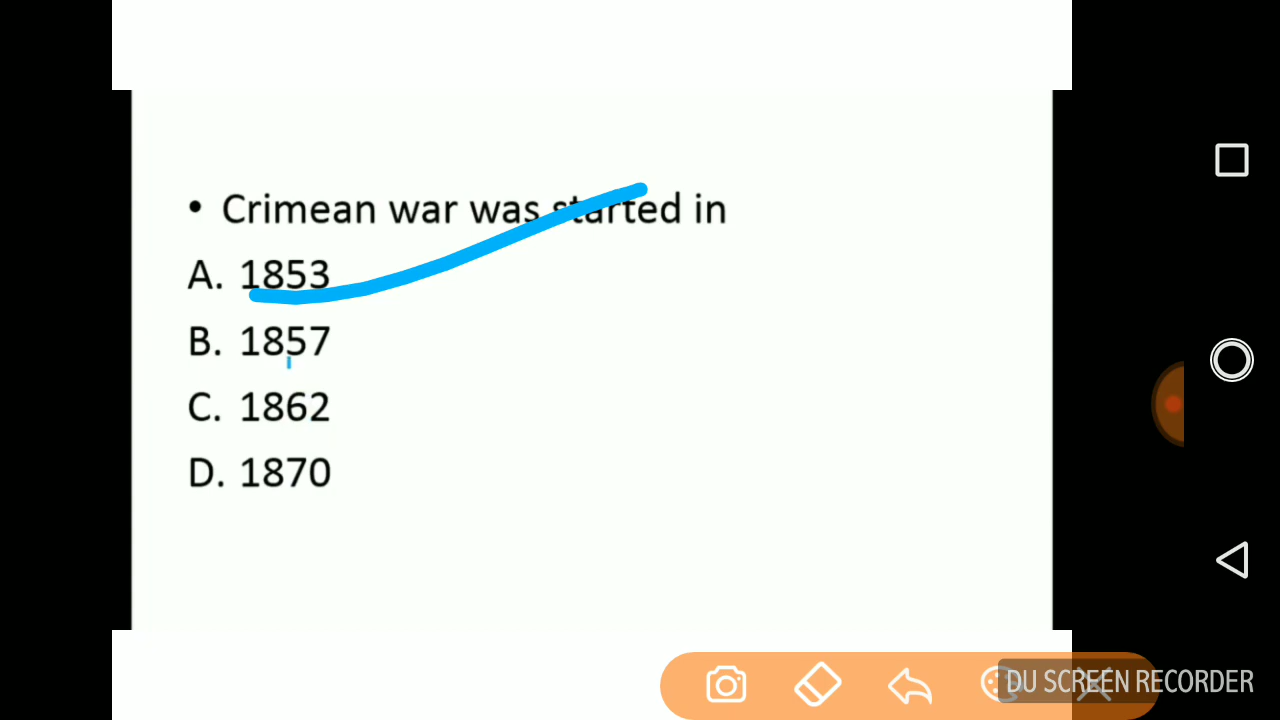 • Crimean war was started in
A. 1853
B. 1857
C. 1862
D. 1870
DU SCREEN RECORDER